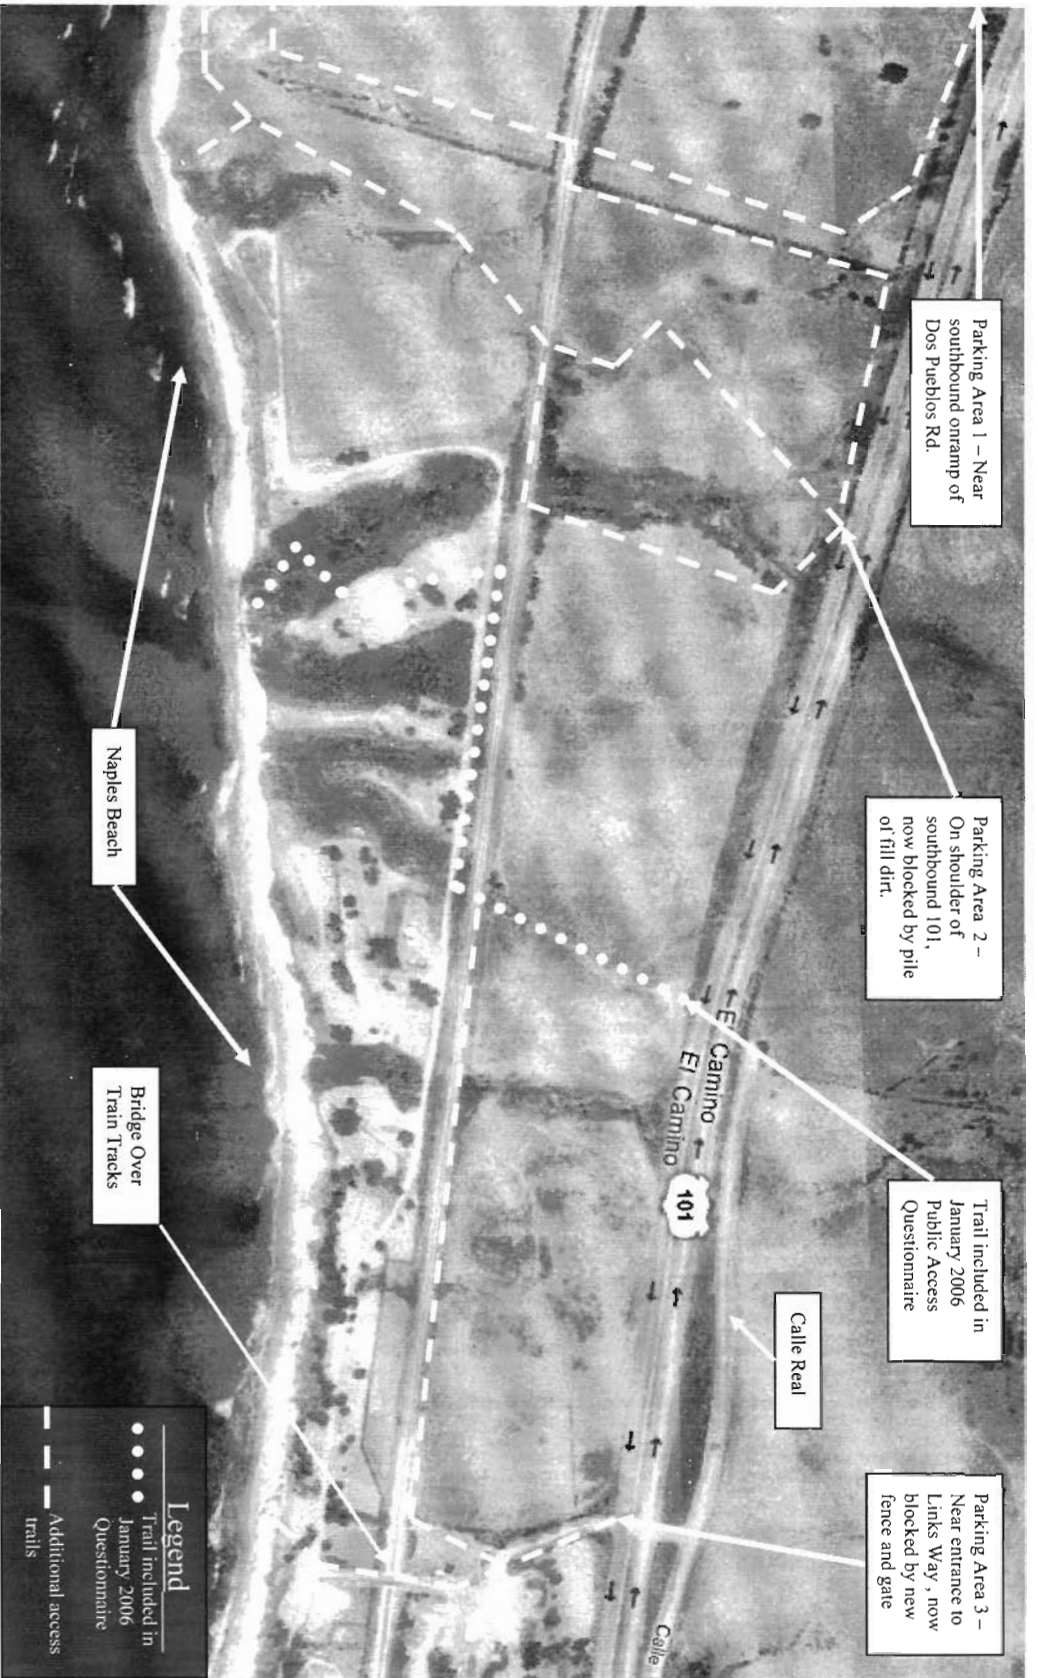 Parking Area 1 – Near
southbound onramp of
Dos Pueblos Rd.
Parking Area 2 –
On shoulder of
southbound 101,
now blocked by pile
of fill dirt.
Trail included in
January 2006
Public Access
Questionnaire
Calle Real
Parking Area 3 –
Near entrance to
Links Way , now
blocked by new
fence and gate
El Camino
El Camino
101
Calle
Naples Beach
Bridge Over
Train Tracks
Legend
Trail included in
January 2006
Questionnaire
Additional access
trails